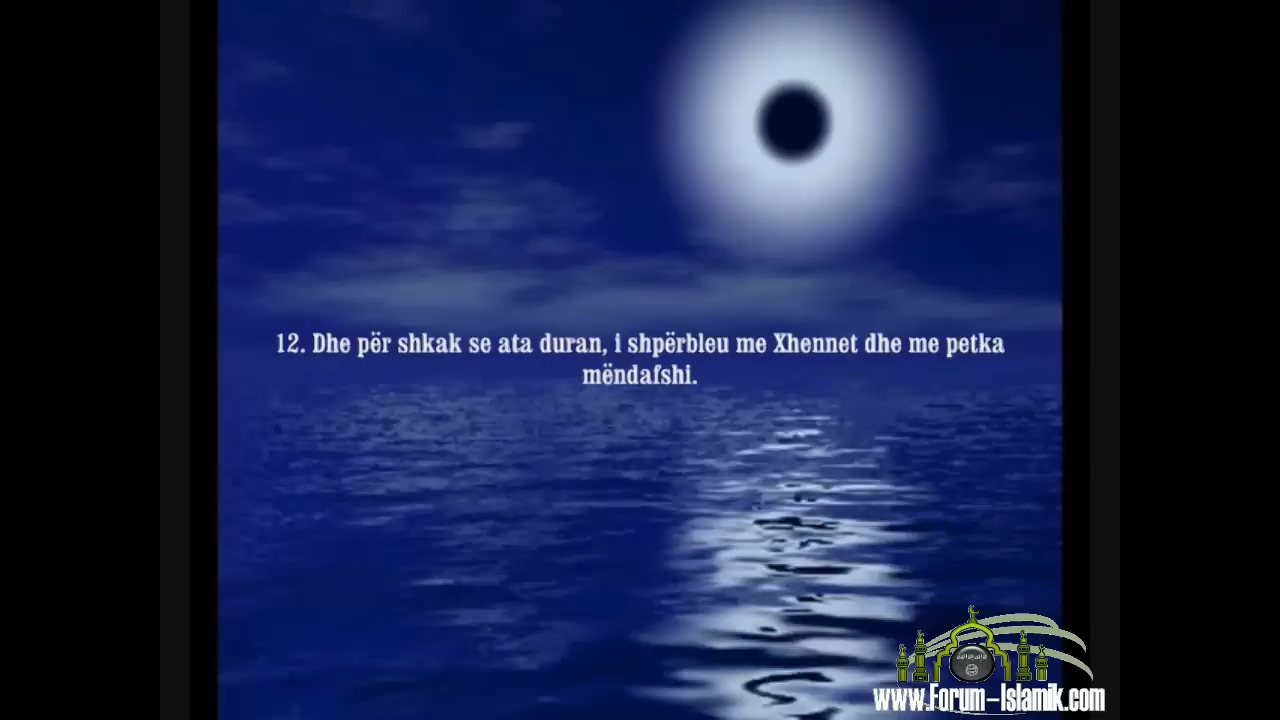 12. Dhe për shkak se ata duran, i shpërbleu me Xhennet dhe me petka
mëndafshi.
www.Forum-Islamik.com